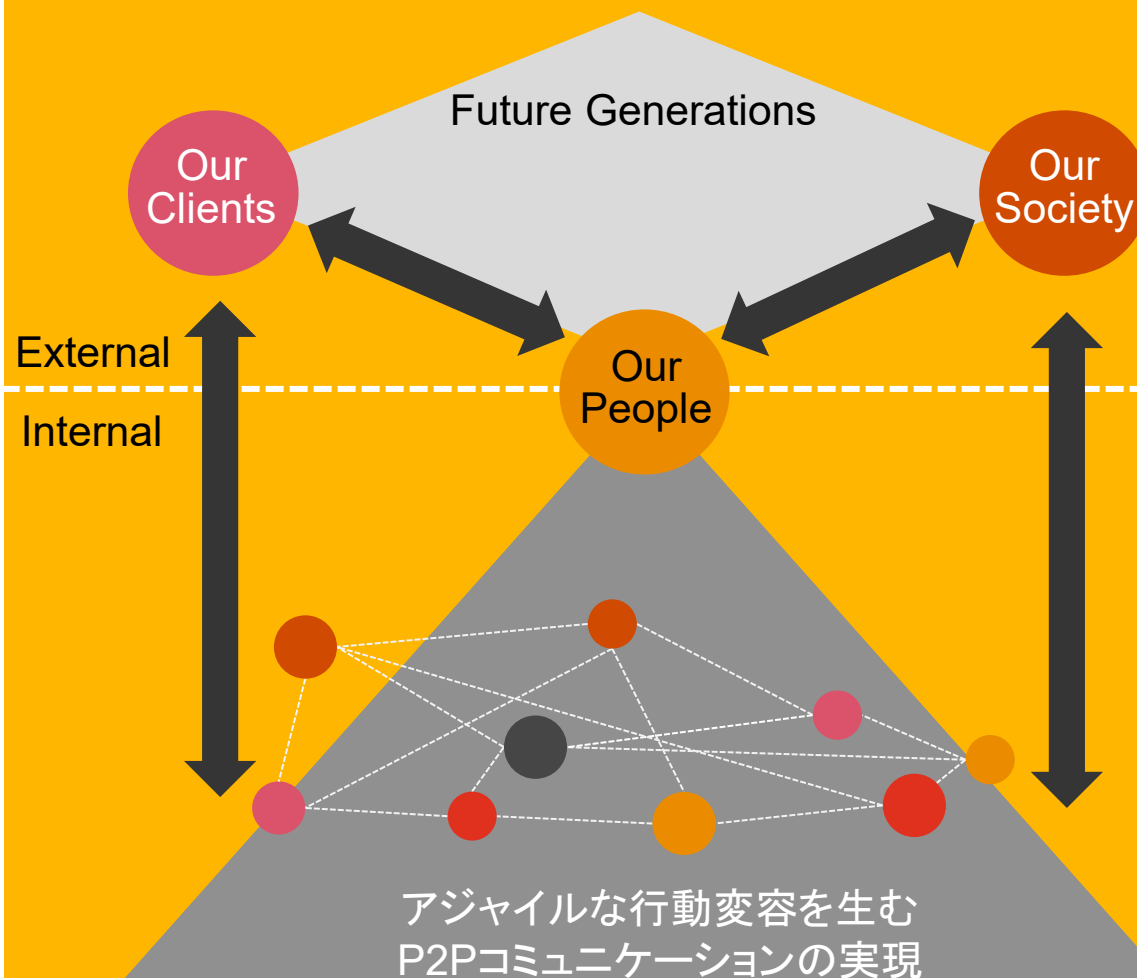 Future Generations
Our
Clients
Our
Society
External
Our
People
Internal
アジャイルな行動変容を生む
P2Pコミュニケーションの実現